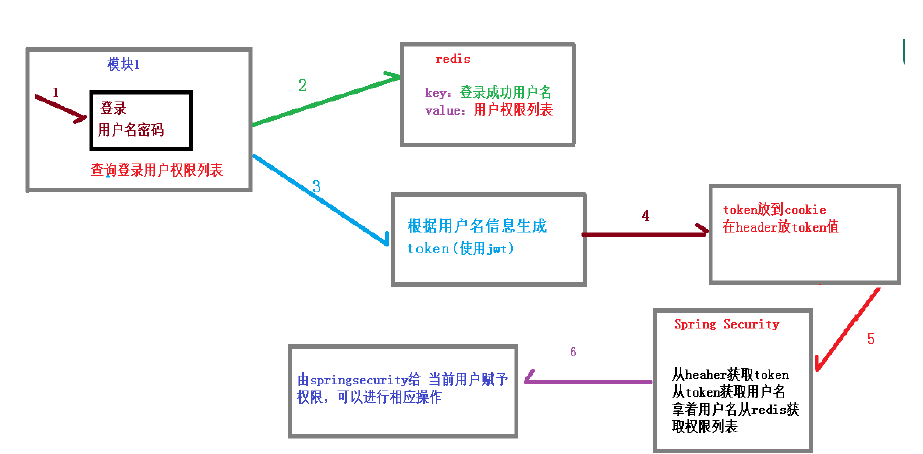 模块1
1
登录
用户名密码
查询登录用户权限列表
2
redis
key：登录成功用户名
value：用户权限列表
3
根据用户名信息生成
token(使用jwt)
4
token放到cookie
在header放token值
5
Spring Security
从heaher获取token
从token获取用户名
拿着用户名从redis获
取权限列表
6
由springsecurity给 当前用户赋予
权限，可以进行相应操作